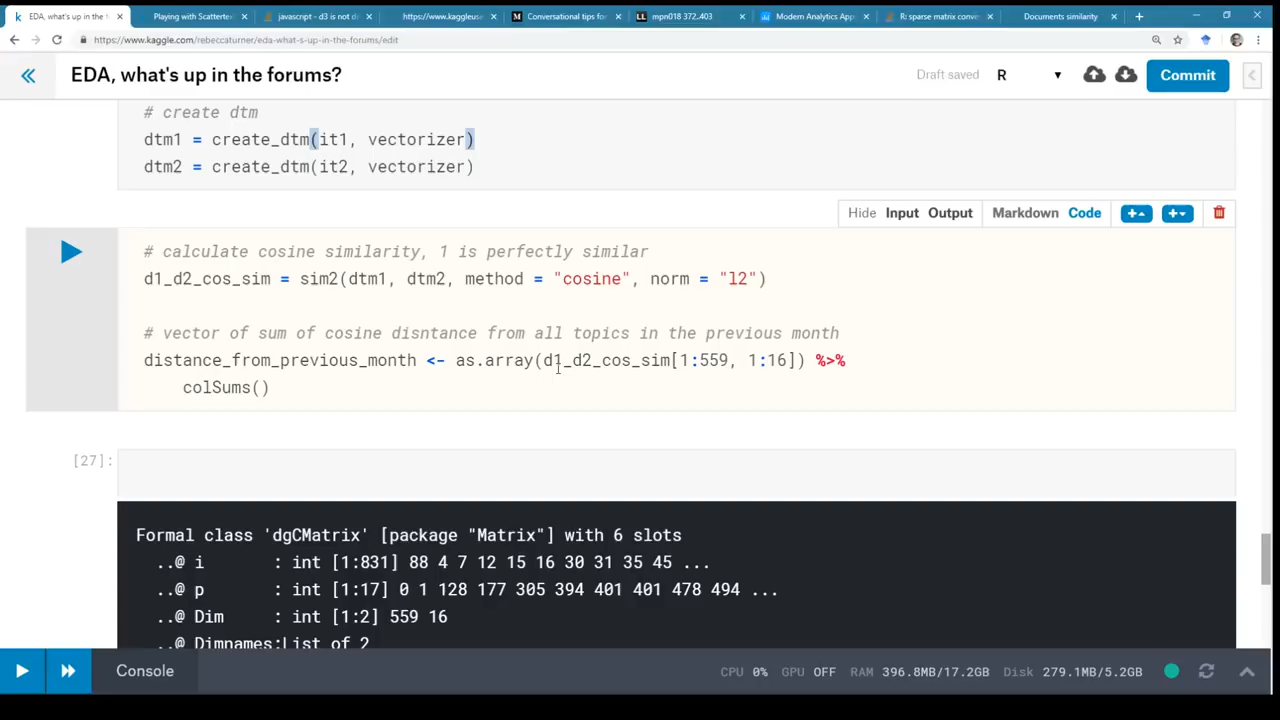 EDA, what's up in the forums?
Playing with Scattertex
javascript - d3 is not di
https://www.kaggleuse
Conversational tips for
LL mpn018 372..403
Modern Analytics App
R: sparse matrix conve
Documents similarity
https://www.kaggle.com/rebeccaturner/eda-what-s-up-in-the-forums/edit
EDA, what's up in the forums?
Draft saved
R
Commit
# create dtm
dtm1 = create_dtm(it1, vectorizer)
dtm2 = create_dtm(it2, vectorizer)
Hide Input Output Markdown Code
# calculate cosine similarity, 1 is perfectly similar
d1_d2_cos_sim = sim2(dtm1, dtm2, method = "cosine", norm = "l2")
# vector of sum of cosine disntance from all topics in the previous month
distance_from_previous_month <- as.array(d1_d2_cos_sim[1:559, 1:16]) %>%
colSums()
[27]:
Formal class 'dgCMatrix' [package "Matrix"] with 6 slots
..@ i : int [1:831] 88 4 7 12 15 16 30 31 35 45 ...
..@ p : int [1:17] 0 1 128 177 305 394 401 401 478 494 ...
..@ Dim : int [1:2] 559 16
..@ Dimnames:List of 2
Console
CPU 0% GPU OFF RAM 396.8MB/17.2GB Disk 279.1MB/5.2GB